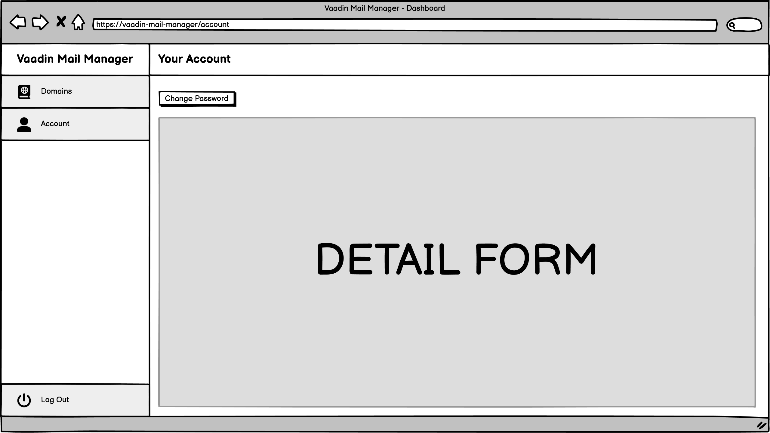 Vaadin Mail Manager - Dashboard
https://vaadin-mail-manager/account
Vaadin Mail Manager
Your Account
Domains
Change Password
Account
DETAIL FORM
Log Out